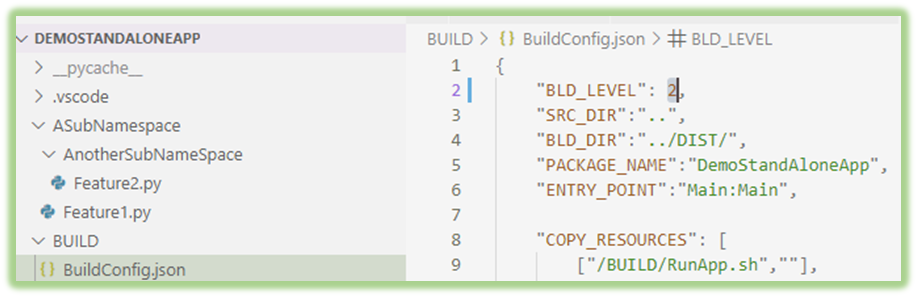 DEMOSTANDALONEAPP
__pycache__
.vscode
ASubNamespace
AnotherSubNameSpace
Feature2.py
Feature1.py
BUILD
{} BuildConfig.json
BUILD > {} BuildConfig.json > # BLD_LEVEL
1 {
2 "BLD_LEVEL": 2,
3 "SRC_DIR":"..",
4 "BLD_DIR":"../DIST/",
5 "PACKAGE_NAME":"DemoStandAloneApp",
6 "ENTRY_POINT":"Main:Main",
7
8 "COPY_RESOURCES": [
9 ["/BUILD/RunApp.sh",""],